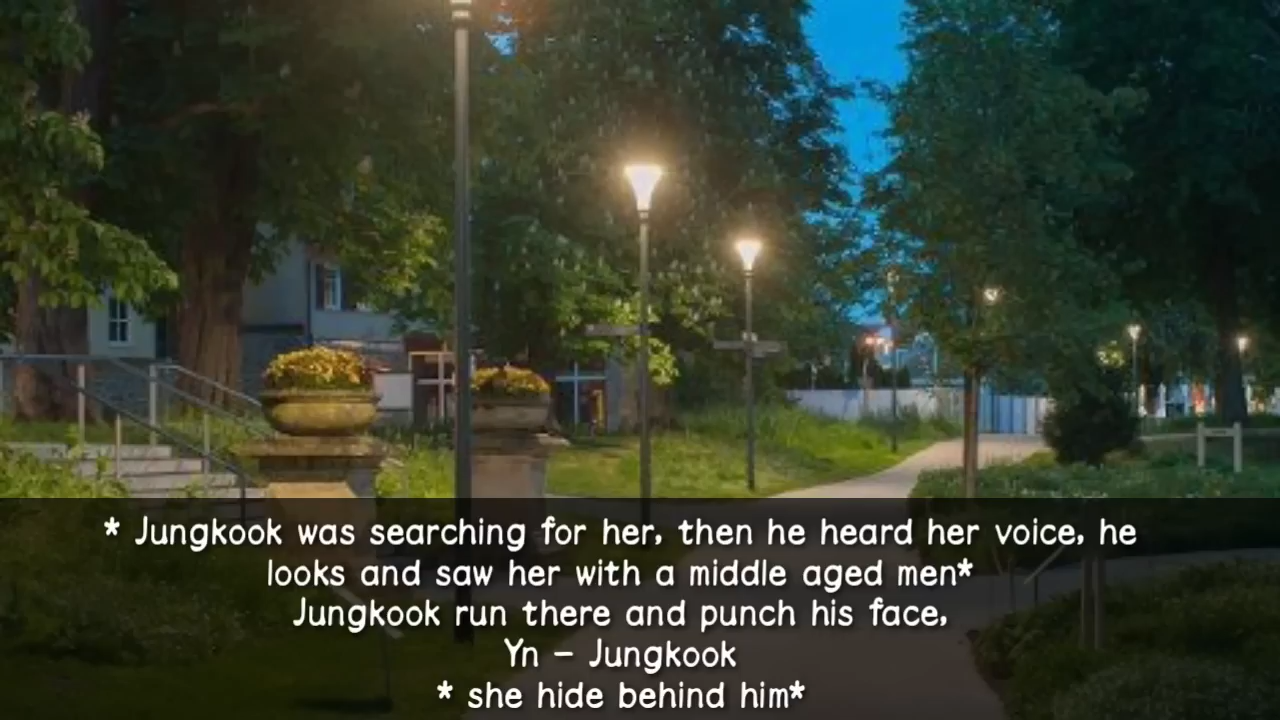 * Jungkook was searching for her, then he heard her voice, he
looks and saw her with a middle aged men*
Jungkook run there and punch his face,
Yn – Jungkook
* she hide behind him*